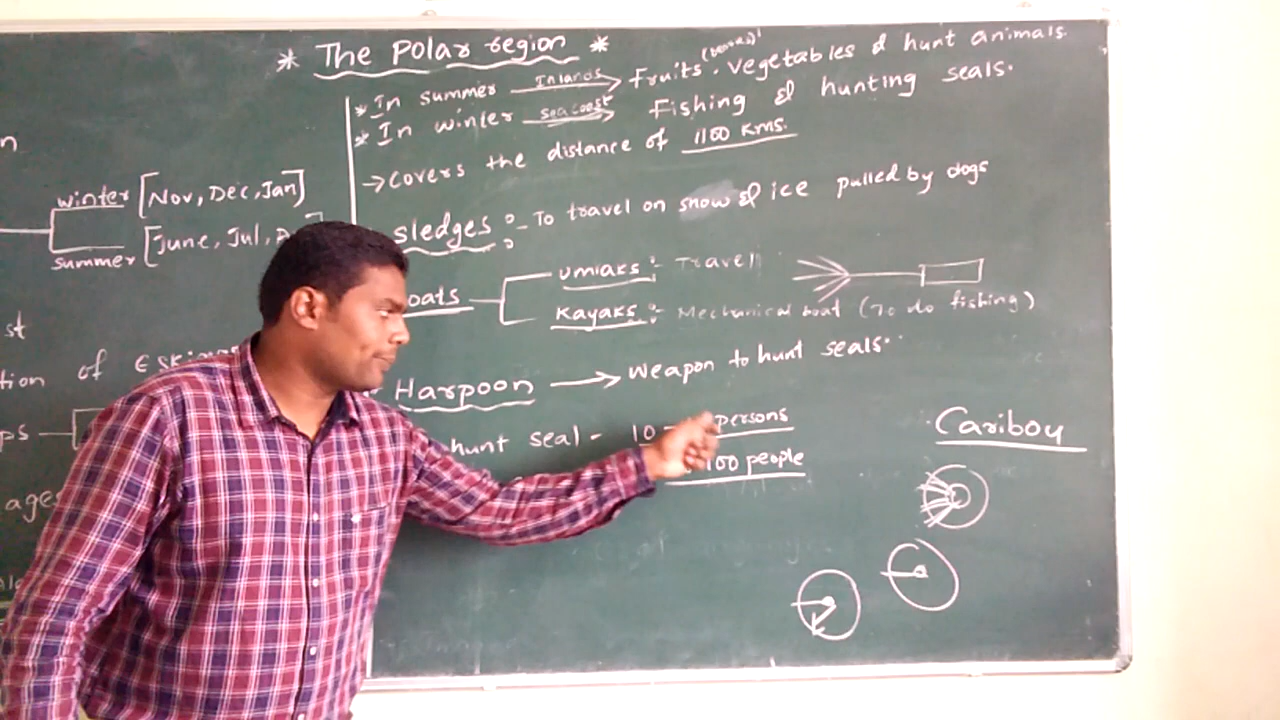 * The Polar region *
* In summer Inlands → Fruits (berries), vegetables & hunt animals
* In winter sea coast → Fishing & hunting seals.
→ covers the distance of 1100 kms.
sledges :- To travel on snow & ice pulled by dogs
oats
umiaks : Travel
Kayaks : Mechanical boat (To do fishing)
Harpoon → Weapon to hunt seals.
hunt seal - 10 persons
100 people
Caribou
n
winter [Nov, Dec, Jan]
summer [June, Jul,
st
tion of Eski
ps
ages